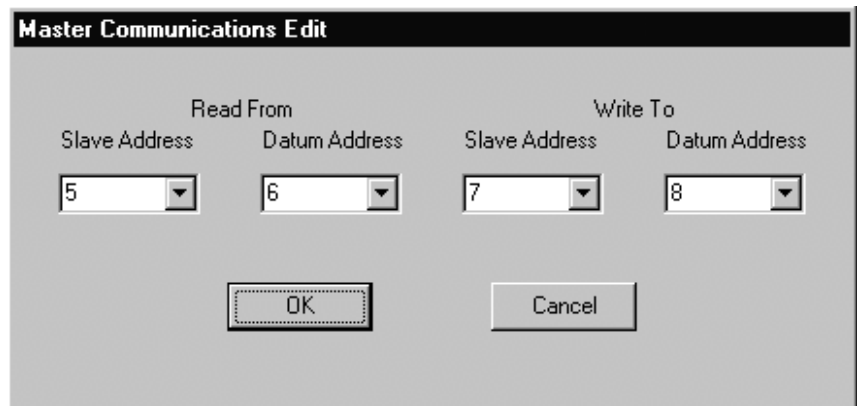 Master Communications Edit
Read From Write To
Slave Address Datum Address Slave Address Datum Address
5 6 7 8
OK Cancel